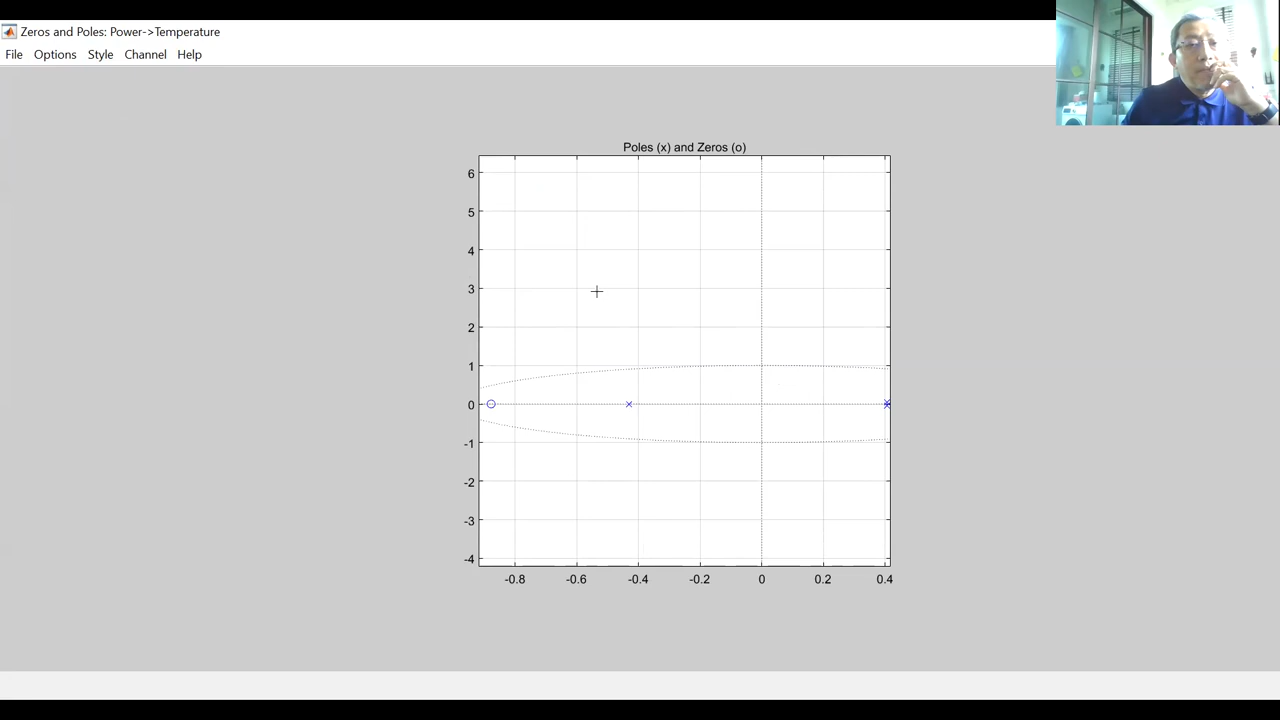 Zeros and Poles: Power->Temperature
File Options Style Channel Help
Poles (x) and Zeros (o)
6
5
4
3
2
1
0
-1
-2
-3
-4
-0.8 -0.6 -0.4 -0.2 0 0.2 0.4